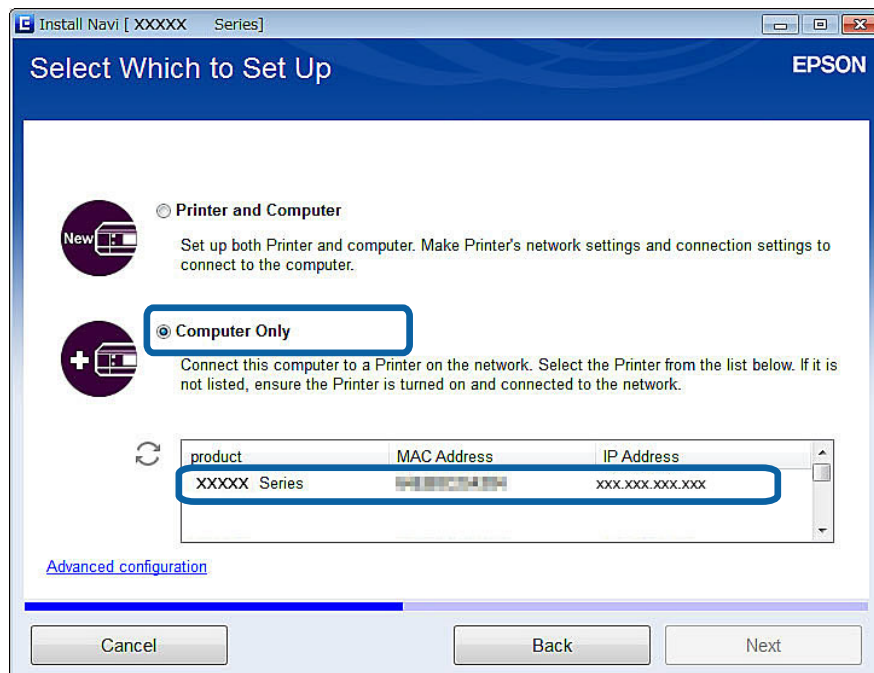 Install Navi [ XXXXX Series]
Select Which to Set Up
EPSON
New
Printer and Computer
Set up both Printer and computer. Make Printer's network settings and connection settings to
connect to the computer.
Computer Only
Connect this computer to a Printer on the network. Select the Printer from the list below. If it is
not listed, ensure the Printer is turned on and connected to the network.
product MAC Address IP Address
XXXXX Series xxx.xxx.xxx.xxx
Advanced configuration
Cancel Back Next